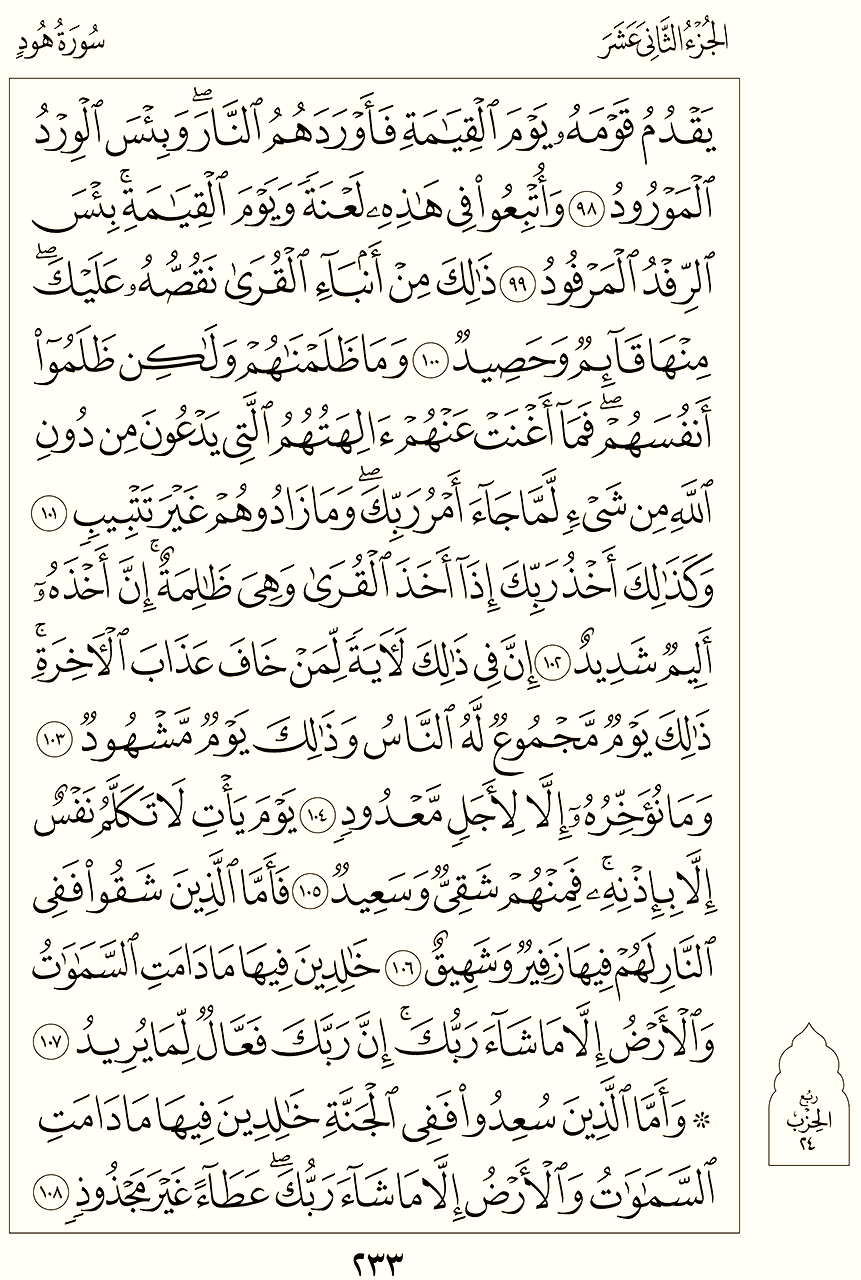 الجُزْءُ الثَّانِىَ عَشَرَ
سُورَةُ هُودٍ
يَقۡدُمُ قَوۡمَهُۥ يَوۡمَ ٱلۡقِيَٰمَةِ فَأَوۡرَدَهُمُ ٱلنَّارَۖ وَبِئۡسَ ٱلۡوِرۡدُ
ٱلۡمَوۡرُودُ ٩٨ وَأُتۡبِعُواْ فِي هَٰذِهِۦ لَعۡنَةٗ وَيَوۡمَ ٱلۡقِيَٰمَةِۚ بِئۡسَ
ٱلرِّفۡدُ ٱلۡمَرۡفُودُ ٩٩ ذَٰلِكَ مِنۡ أَنۢبَآءِ ٱلۡقُرَىٰ نَقُصُّهُۥ عَلَيۡكَۖ
مِنۡهَا قَآئِمٞ وَحَصِيدٞ ١٠٠ وَمَا ظَلَمۡنَٰهُمۡ وَلَٰكِن ظَلَمُوٓاْ
أَنفُسَهُمۡۖ فَمَآ أَغۡنَتۡ عَنۡهُمۡ ءَالِهَتُهُمُ ٱلَّتِي يَدۡعُونَ مِن دُونِ
ٱللَّهِ مِن شَيۡءٖ لَّمَّا جَآءَ أَمۡرُ رَبِّكَۖ وَمَا زَادُوهُمۡ غَيۡرَ تَتۡبِيبٖ ١٠١
وَكَذَٰلِكَ أَخۡذُ رَبِّكَ إِذَآ أَخَذَ ٱلۡقُرَىٰ وَهِيَ ظَٰلِمَةٌۚ إِنَّ أَخۡذَهُۥٓ
أَلِيمٞ شَدِيدٌ ١٠٢ إِنَّ فِي ذَٰلِكَ لَأٓيَةٗ لِّمَنۡ خَافَ عَذَابَ ٱلۡأٓخِرَةِۚ
ذَٰلِكَ يَوۡمٞ مَّجۡمُوعٞ لَّهُ ٱلنَّاسُ وَذَٰلِكَ يَوۡمٞ مَّشۡهُودٞ ١٠٣
وَمَا نُؤَخِّرُهُۥٓ إِلَّا لِأَجَلٖ مَّعۡدُودٖ ١٠٤ يَوۡمَ يَأۡتِ لَا تَكَلَّمُ نَفۡسٌ
إِلَّا بِإِذۡنِهِۦۚ فَمِنۡهُمۡ شَقِيّٞ وَسَعِيدٞ ١٠٥ فَأَمَّا ٱلَّذِينَ شَقُواْ فَفِي
ٱلنَّارِ لَهُمۡ فِيهَا زَفِيرٞ وَشَهِيقٌ ١٠٦ خَٰلِدِينَ فِيهَا مَا دَامَتِ ٱلسَّمَٰوَٰتُ
وَٱلۡأَرۡضُ إِلَّا مَا شَآءَ رَبُّكَۚ إِنَّ رَبَّكَ فَعَّالٞ لِّمَا يُرِيدُ ١٠٧
۞ وَأَمَّا ٱلَّذِينَ سُعِدُواْ فَفِي ٱلۡجَنَّةِ خَٰلِدِينَ فِيهَا مَا دَامَتِ
ٱلسَّمَٰوَٰتُ وَٱلۡأَرۡضُ إِلَّا مَا شَآءَ رَبُّكَۖ عَطَآءً غَيۡرَ مَجۡذُوذٖ ١٠٨
رُبُع
الحِزْب
٢٤
٢٣٣